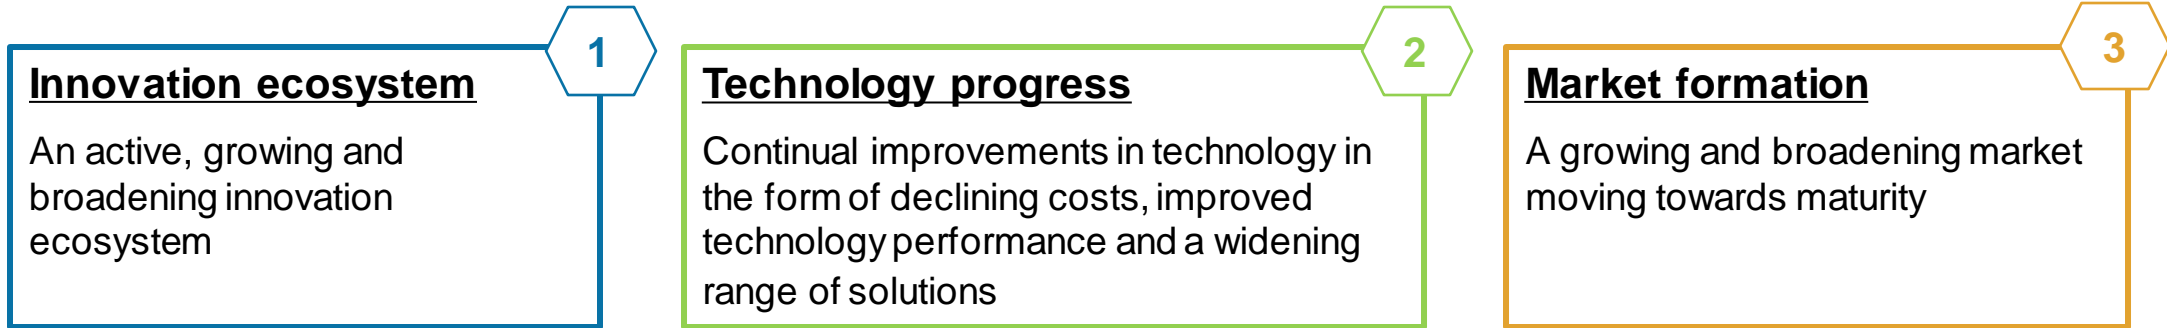 1
Innovation ecosystem
An active, growing and
broadening innovation
ecosystem
2
Technology progress
Continual improvements in technology in
the form of declining costs, improved
technology performance and a widening
range of solutions
3
Market formation
A growing and broadening market
moving towards maturity